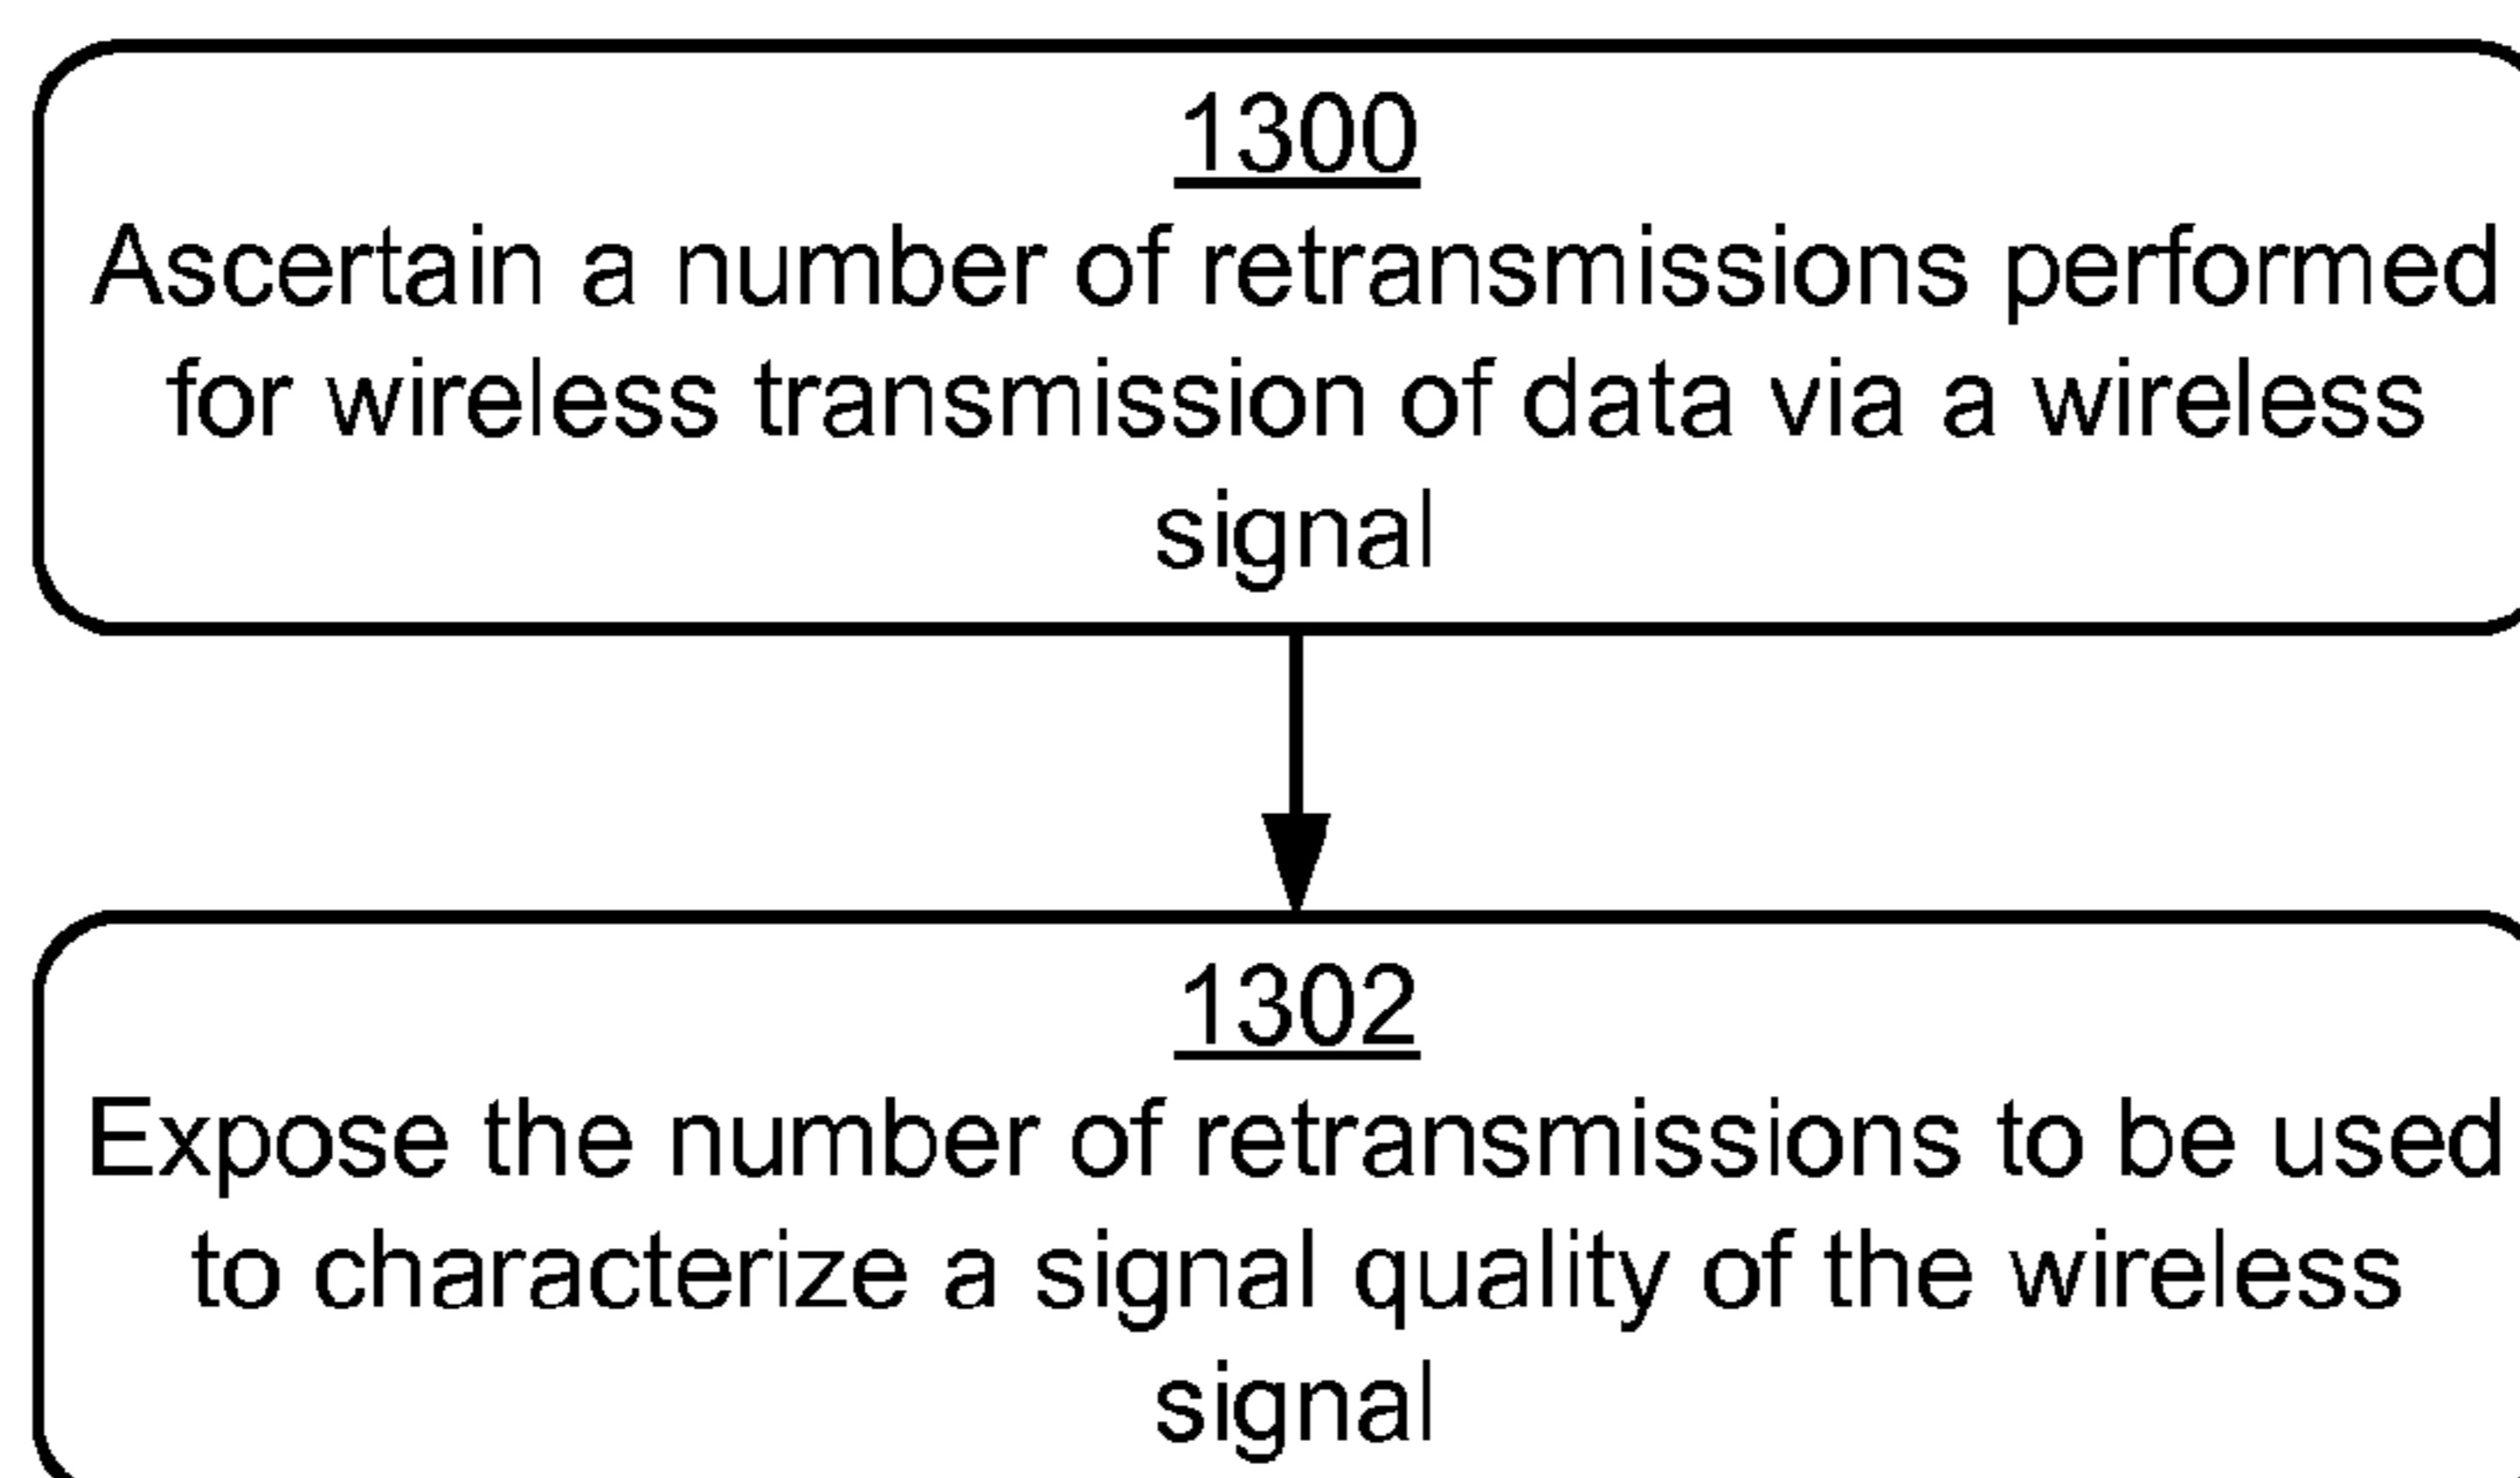 1300
Ascertain a number of retransmissions performed
for wireless transmission of data via a wireless
signal
1302
Expose the number of retransmissions to be used
to characterize a signal quality of the wireless
signal